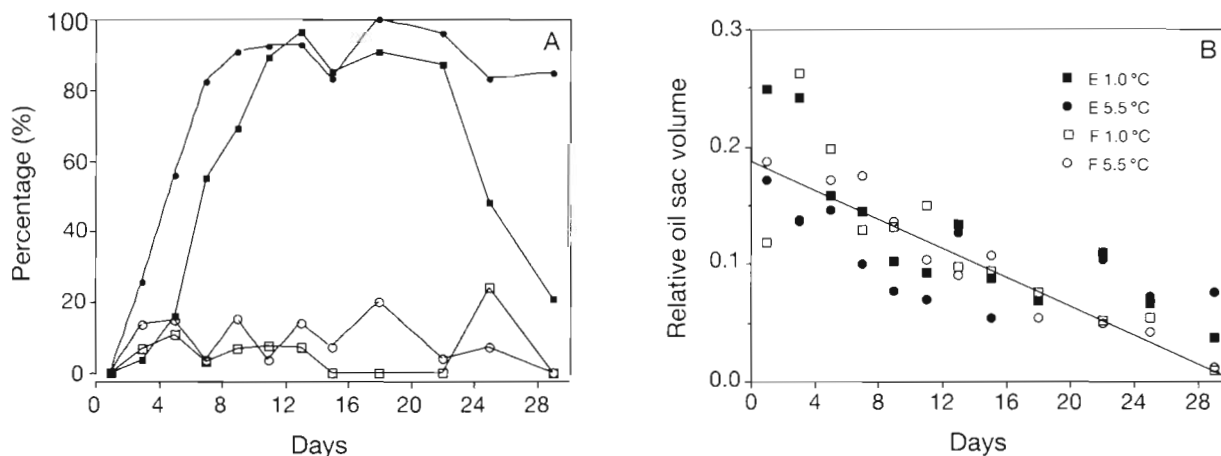 A
Percentage (%)
100
80
60
40
20
0
0 4 8 12 16 20 24 28
Days
B
Relative oil sac volume
0.3
0.2
0.1
0.0
E 1.0 °C
E 5.5 °C
F 1.0 °C
F 5.5 °C
0 4 8 12 16 20 24 28
Days